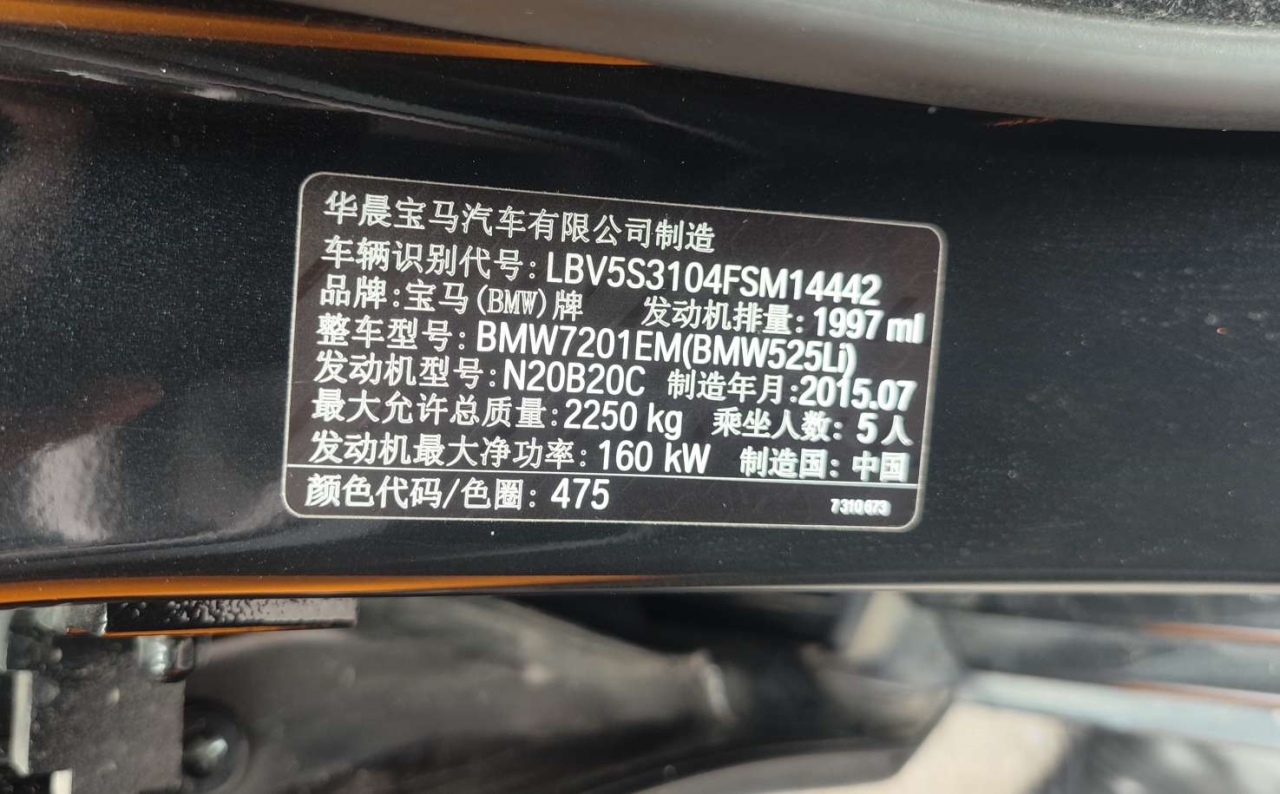 华晨宝马汽车有限公司制造
车辆识别代号: LBV5S3104FSM14442
品牌: 宝马(BMW)牌 发动机排量: 1997 ml
整车型号: BMW7201EM(BMW525Li)
发动机型号: N20B20C 制造年月: 2015.07
最大允许总质量: 2250 kg 乘坐人数: 5人
发动机最大净功率: 160 kW 制造国: 中国
颜色代码/色圈: 475 7310673